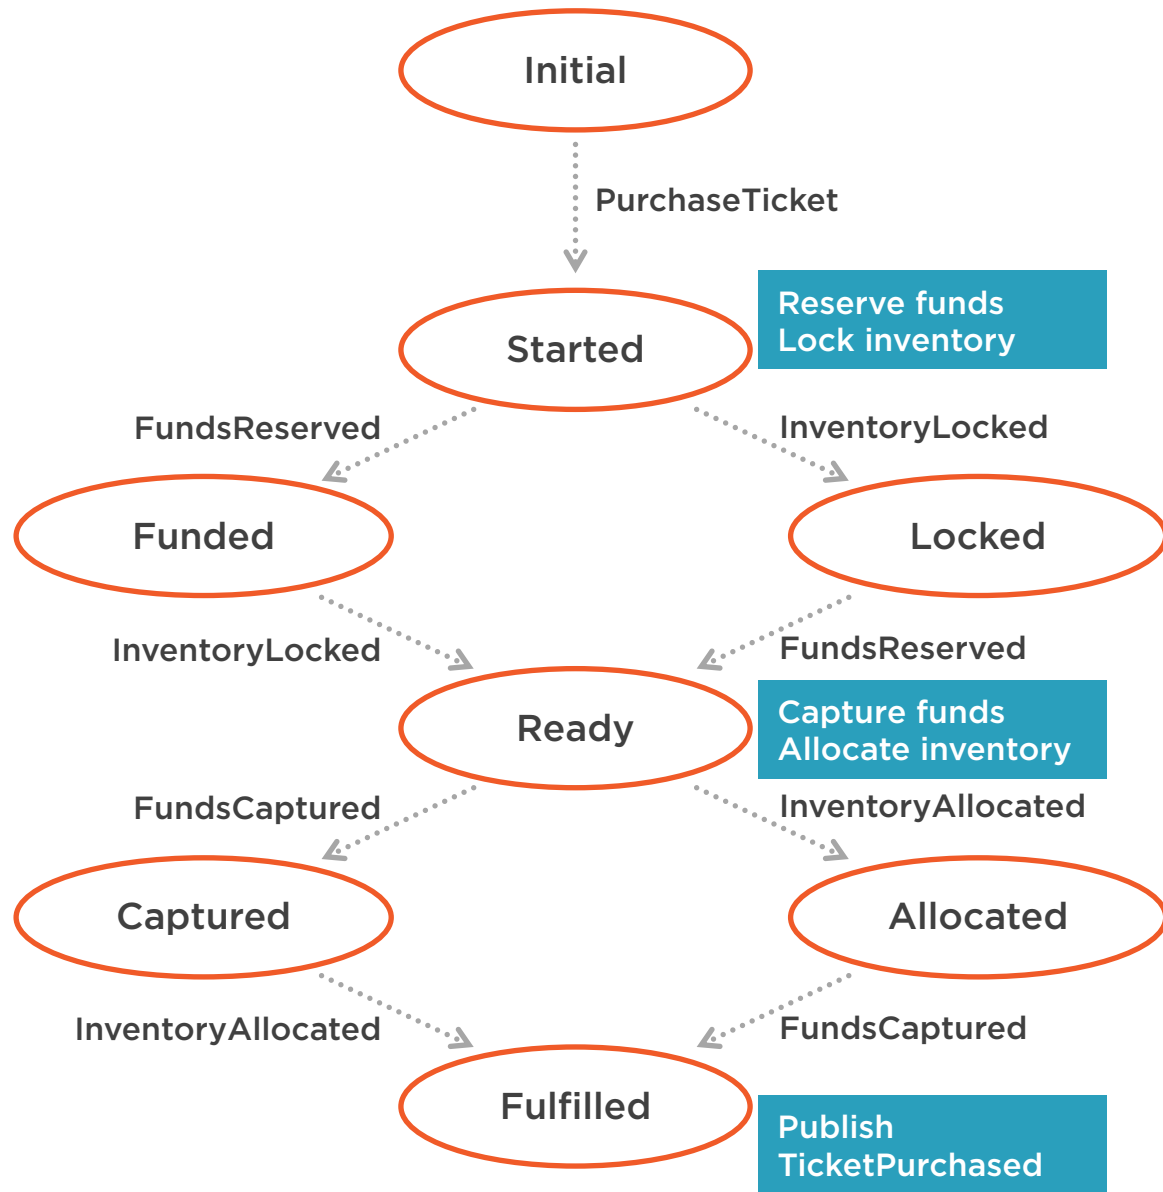 Initial
PurchaseTicket
Started
Reserve funds
Lock inventory
FundsReserved
InventoryLocked
Funded
Locked
InventoryLocked
FundsReserved
Ready
Capture funds
Allocate inventory
FundsCaptured
InventoryAllocated
Captured
Allocated
InventoryAllocated
FundsCaptured
Fulfilled
Publish
TicketPurchased